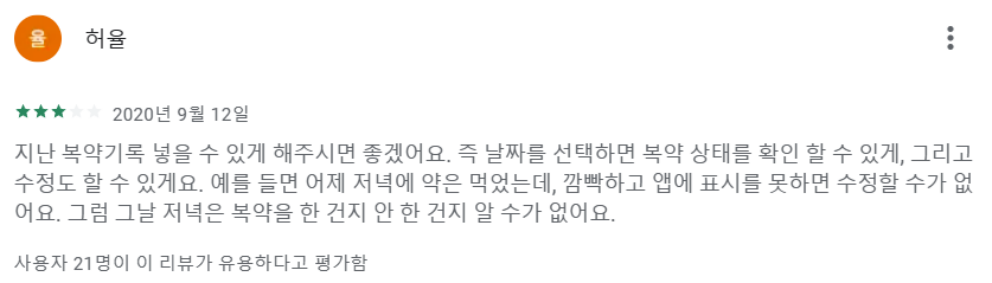 율
허율
2020년 9월 12일
지난 복약기록 넣을 수 있게 해주시면 좋겠어요. 즉 날짜를 선택하면 복약 상태를 확인 할 수 있게, 그리고
수정도 할 수 있게요. 예를 들면 어제 저녁에 약은 먹었는데, 깜빡하고 앱에 표시를 못하면 수정할 수가 없
어요. 그럼 그날 저녁은 복약을 한 건지 안 한 건지 알 수가 없어요.
사용자 21명이 이 리뷰가 유용하다고 평가함